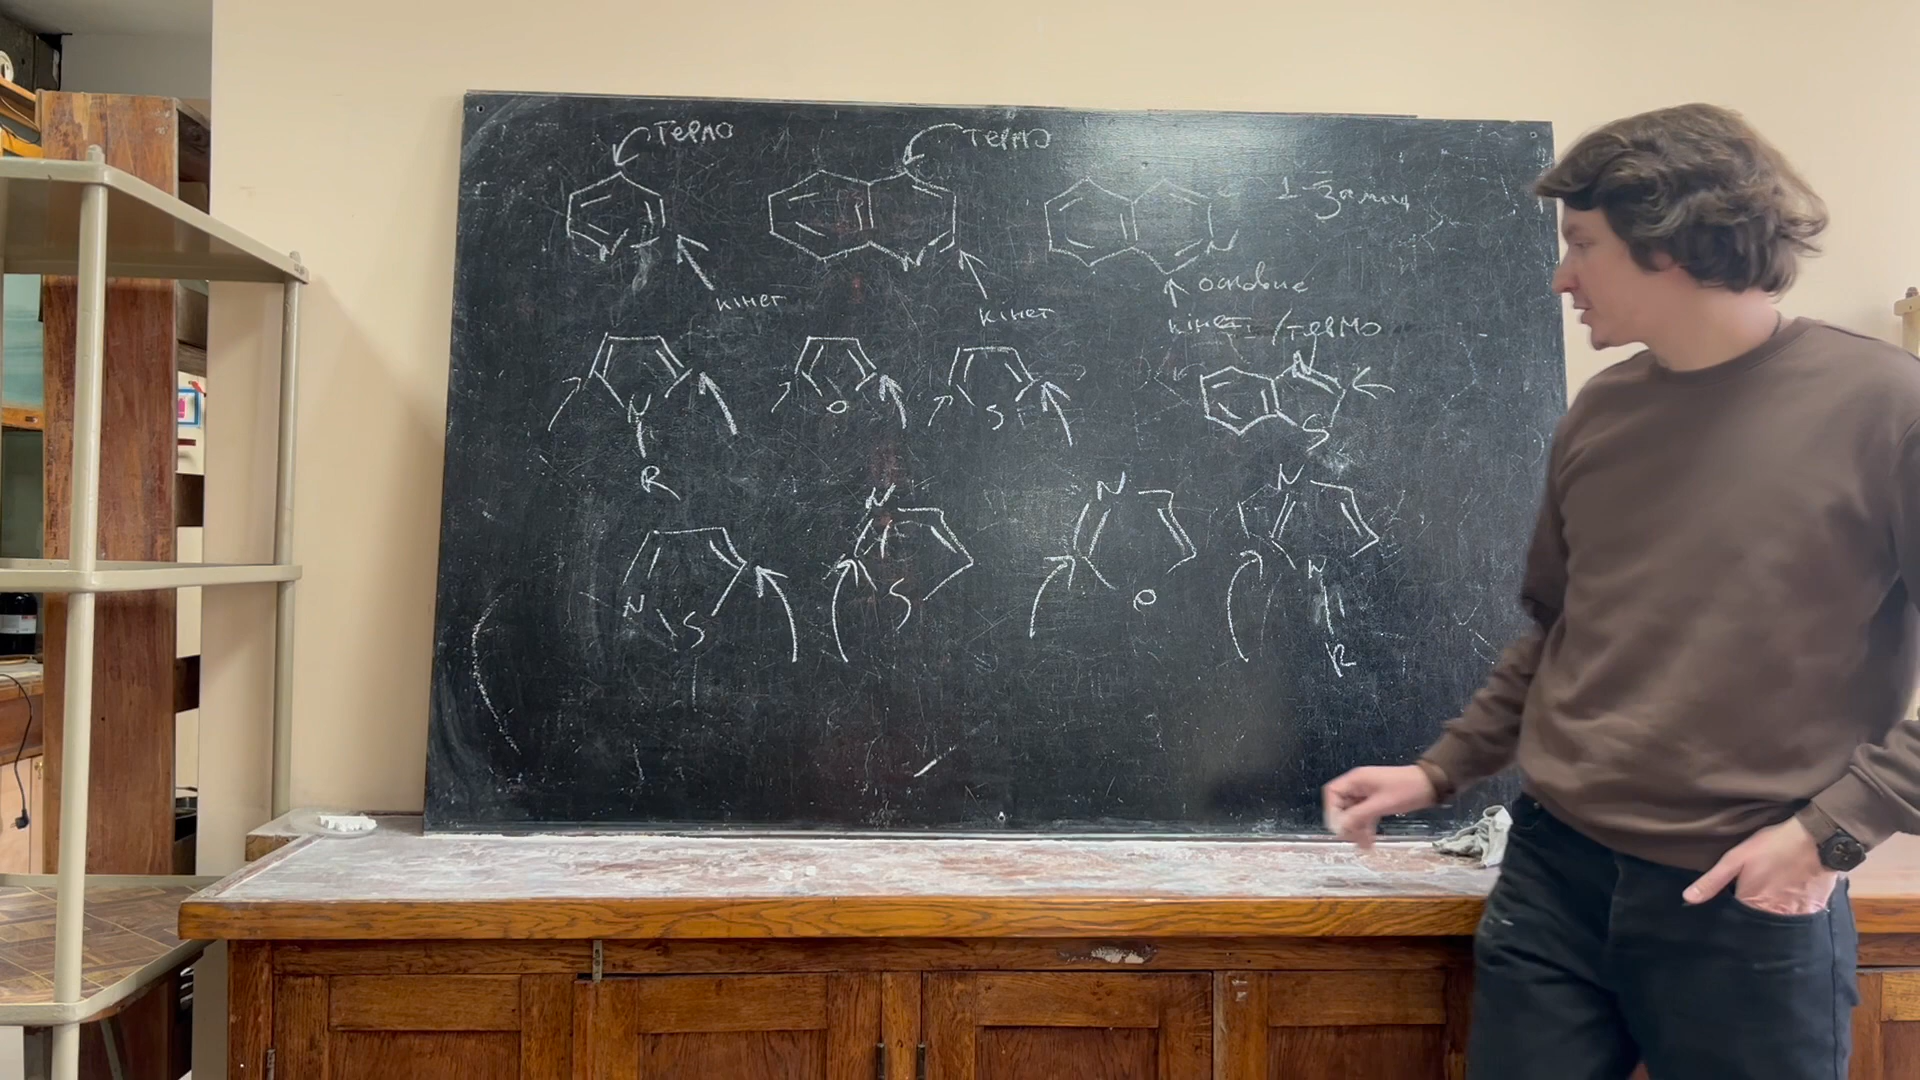 термо
термо
N
N
N
1-заміщ
кінет
кінет
основне
кінет / термо
N
R
O
S
N
S
N
S
N
S
N
O
N
N
R